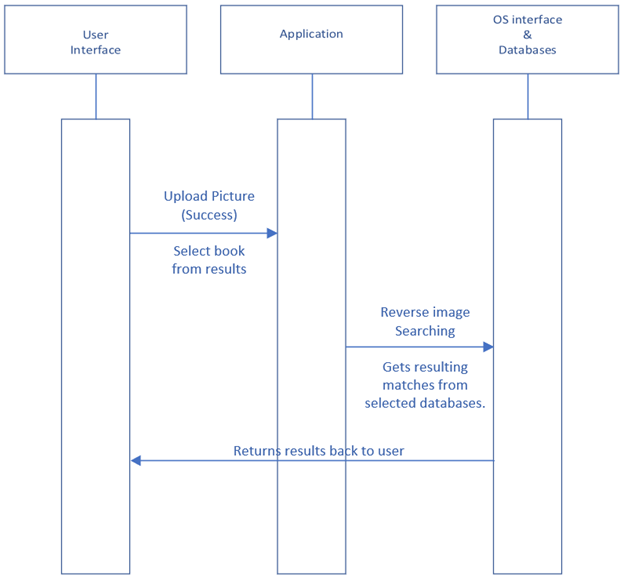 User
Interface
Application
OS interface
&
Databases
Upload Picture
(Success)
Select book
from results
Reverse image
Searching
Gets resulting
matches from
selected databases.
Returns results back to user